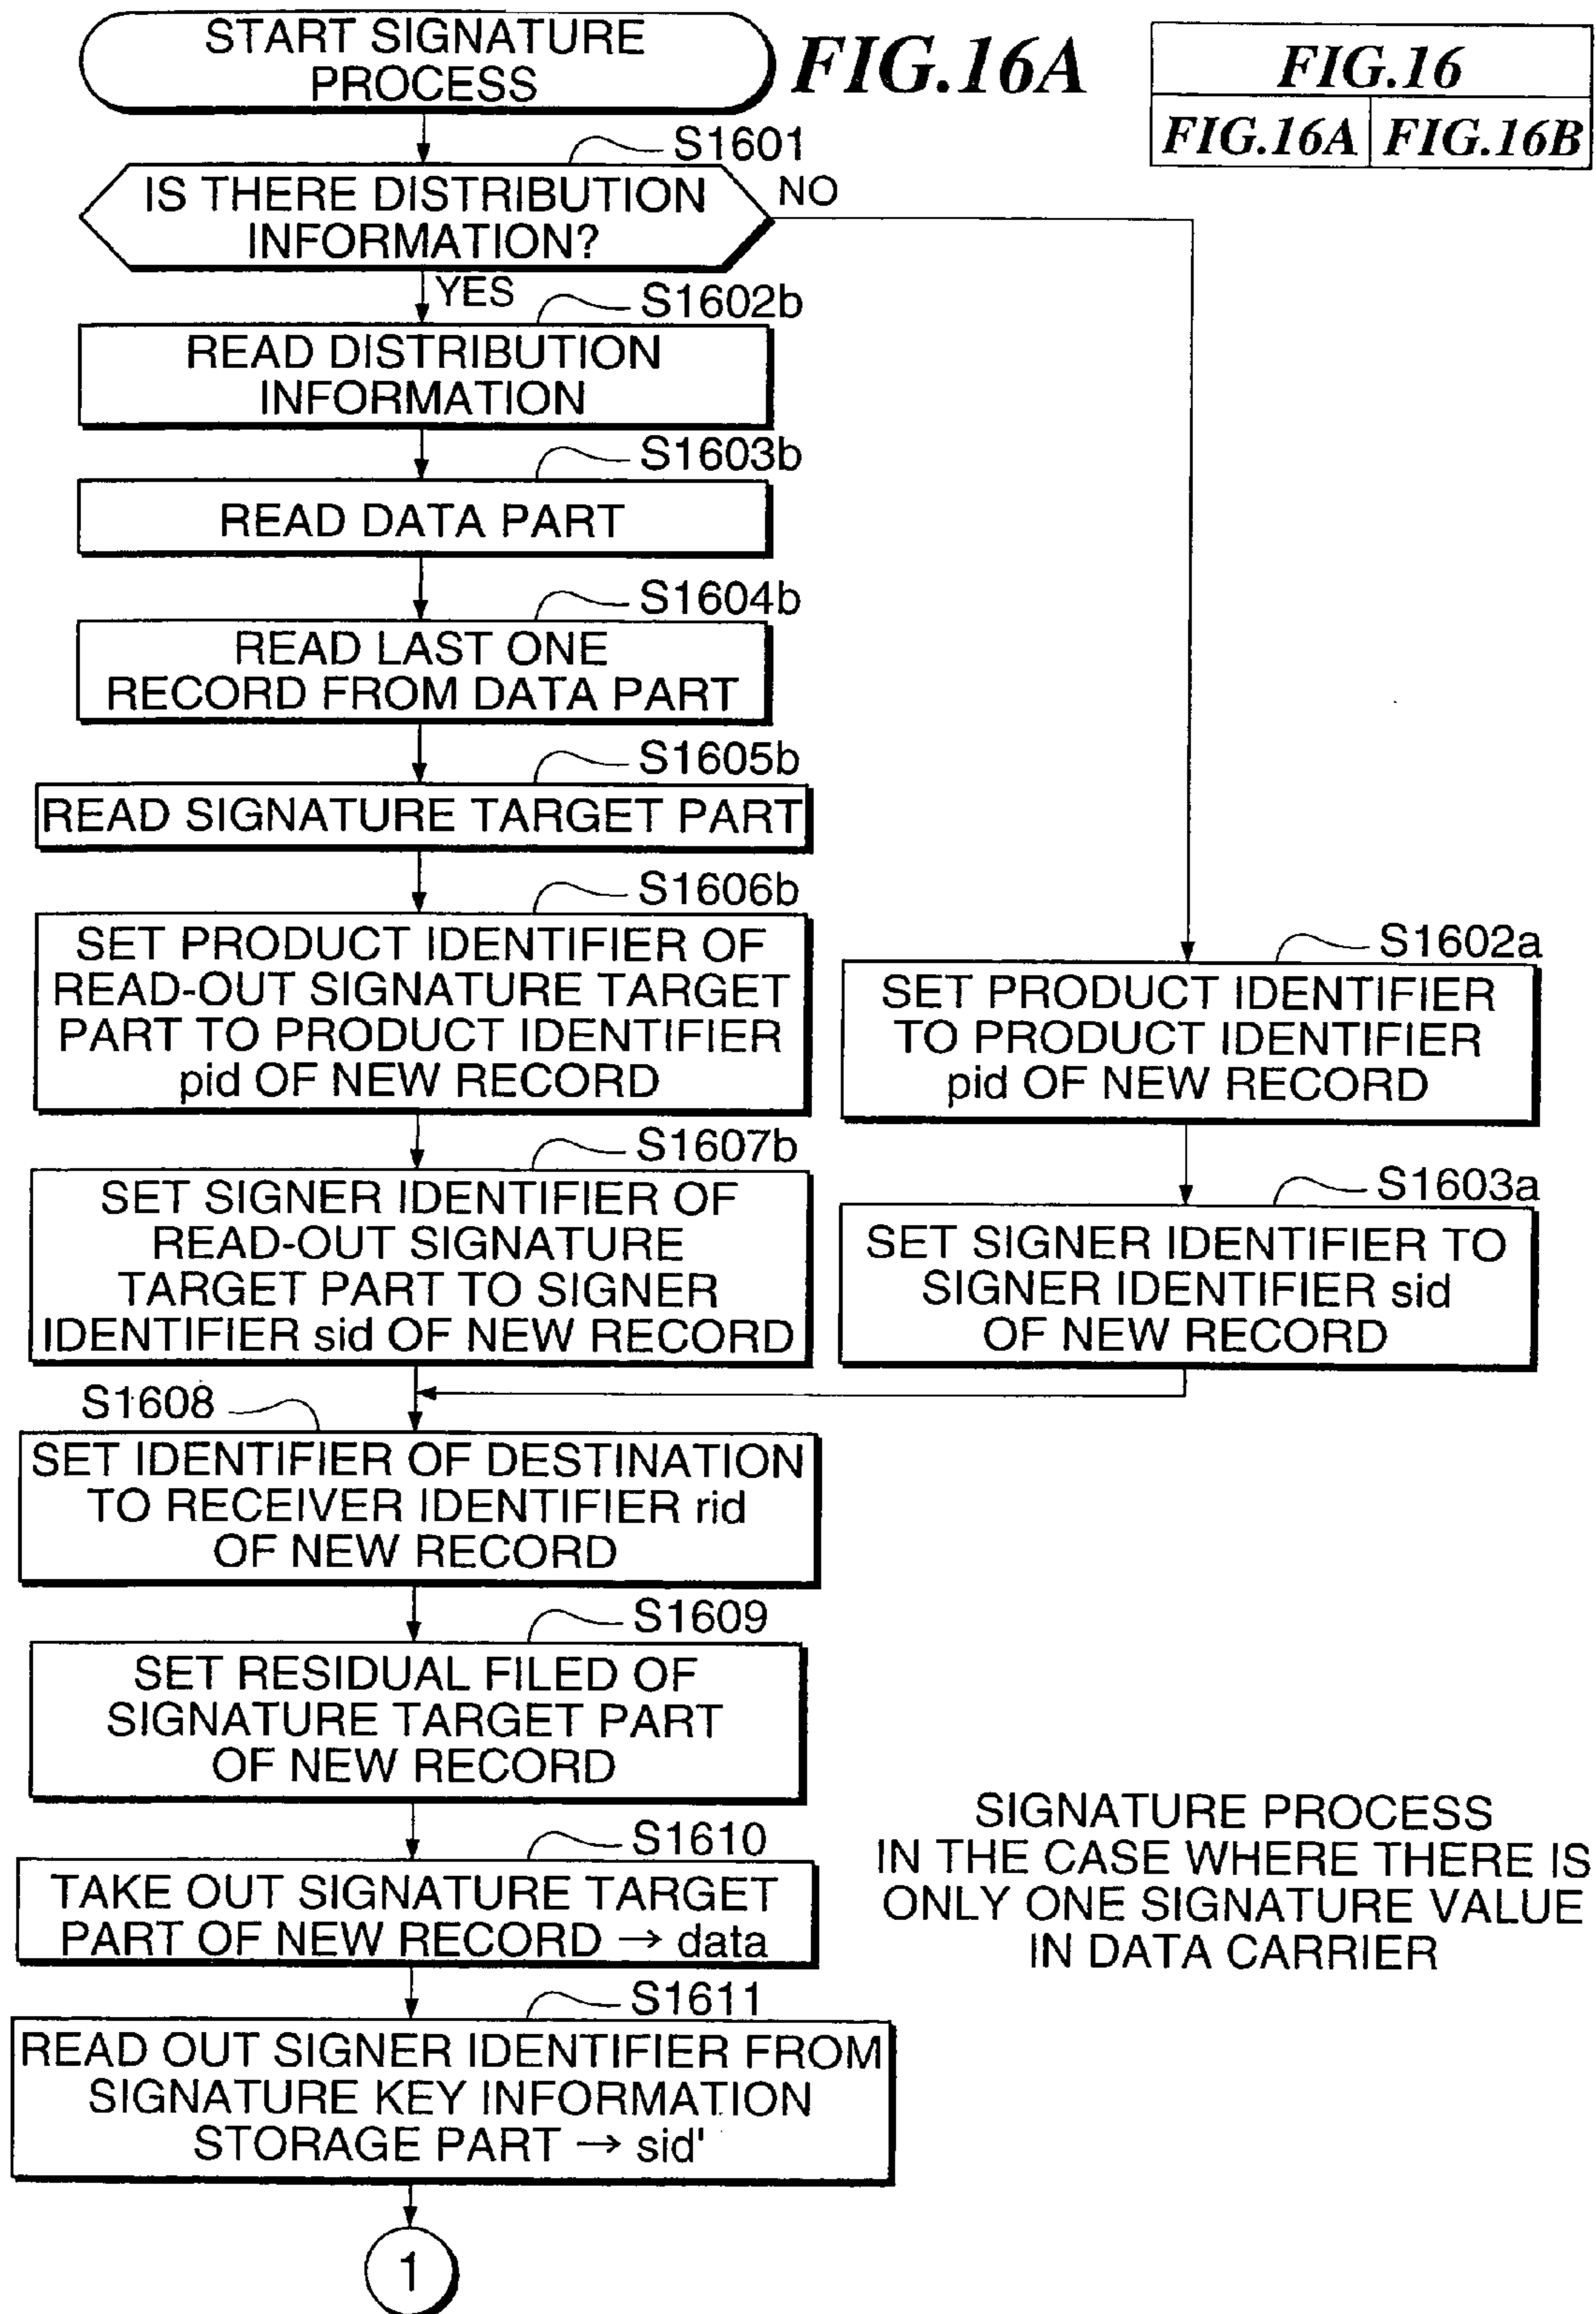 START SIGNATURE
PROCESS
FIG.16A
FIG.16
FIG.16A
FIG.16B
S1601
IS THERE DISTRIBUTION
INFORMATION?
NO
YES
S1602b
READ DISTRIBUTION
INFORMATION
S1603b
READ DATA PART
S1604b
READ LAST ONE
RECORD FROM DATA PART
S1605b
READ SIGNATURE TARGET PART
S1606b
SET PRODUCT IDENTIFIER OF
READ-OUT SIGNATURE TARGET
PART TO PRODUCT IDENTIFIER
pid OF NEW RECORD
S1602a
SET PRODUCT IDENTIFIER
TO PRODUCT IDENTIFIER
pid OF NEW RECORD
S1607b
SET SIGNER IDENTIFIER OF
READ-OUT SIGNATURE
TARGET PART TO SIGNER
IDENTIFIER sid OF NEW RECORD
S1603a
SET SIGNER IDENTIFIER TO
SIGNER IDENTIFIER sid
OF NEW RECORD
S1608
SET IDENTIFIER OF DESTINATION
TO RECEIVER IDENTIFIER rid
OF NEW RECORD
S1609
SET RESIDUAL FILED OF
SIGNATURE TARGET PART
OF NEW RECORD
S1610
TAKE OUT SIGNATURE TARGET
PART OF NEW RECORD → data
S1611
READ OUT SIGNER IDENTIFIER FROM
SIGNATURE KEY INFORMATION
STORAGE PART → sid'
1
SIGNATURE PROCESS
IN THE CASE WHERE THERE IS
ONLY ONE SIGNATURE VALUE
IN DATA CARRIER